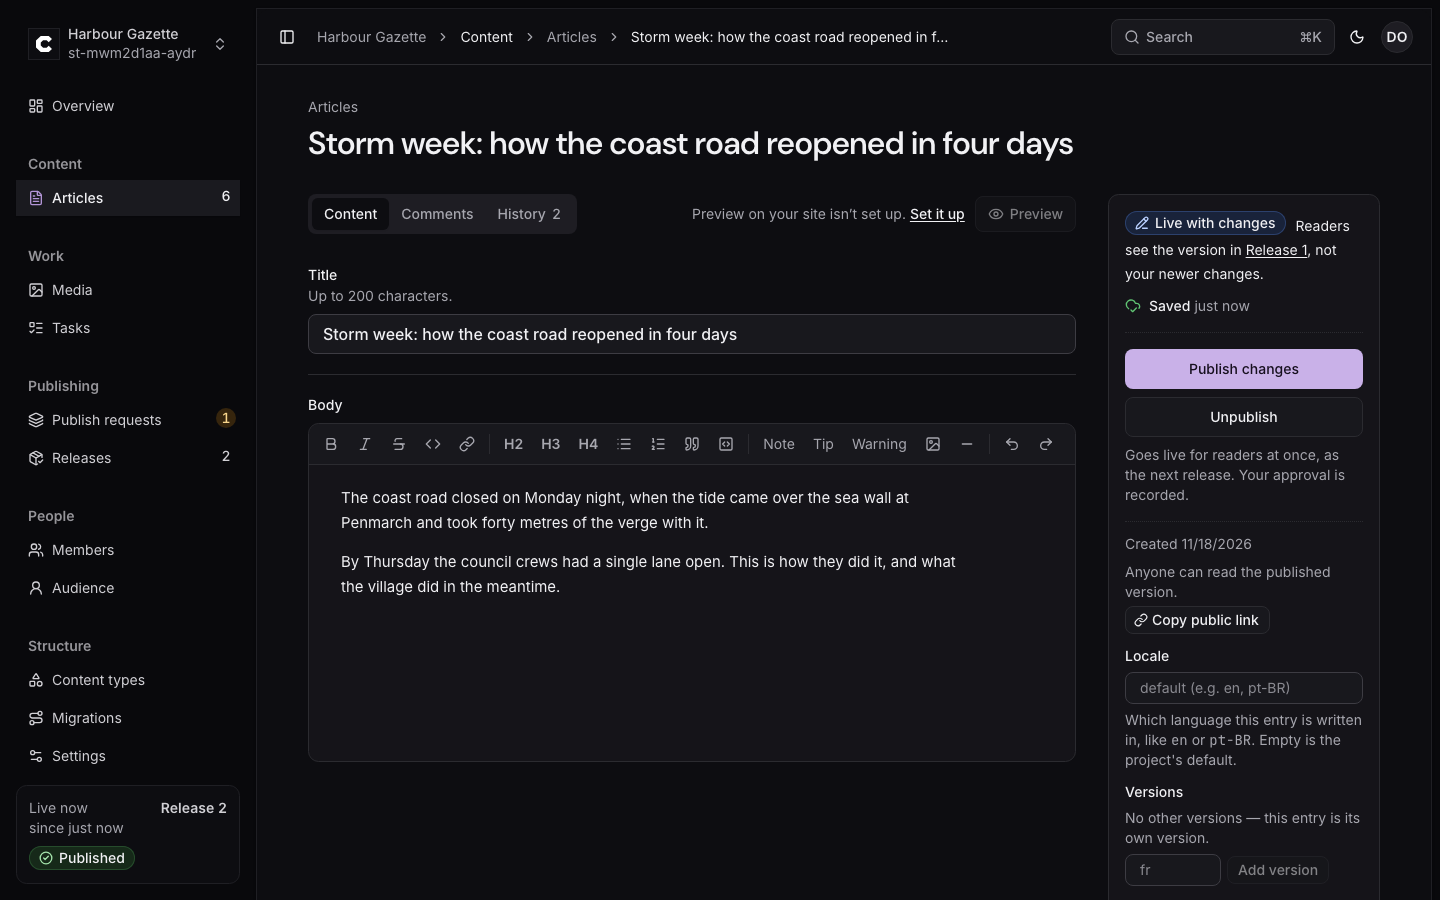 Harbour Gazette
st-mwm2d1aa-aydr
Overview
Content
Articles 6
Work
Media
Tasks
Publishing
Publish requests 1
Releases 2
People
Members
Audience
Structure
Content types
Migrations
Settings
Live now Release 2
since just now
Published
Harbour Gazette > Content > Articles > Storm week: how the coast road reopened in f...
Search ⌘K
DO
Articles
Storm week: how the coast road reopened in four days
Content Comments History 2
Preview on your site isn’t set up. Set it up Preview
Title
Up to 200 characters.
Storm week: how the coast road reopened in four days
Body
H2 H3 H4 Note Tip Warning
The coast road closed on Monday night, when the tide came over the sea wall at
Penmarch and took forty metres of the verge with it.
By Thursday the council crews had a single lane open. This is how they did it, and what
the village did in the meantime.
Live with changes Readers
see the version in Release 1, not
your newer changes.
Saved just now
Publish changes
Unpublish
Goes live for readers at once, as
the next release. Your approval is
recorded.
Created 11/18/2026
Anyone can read the published
version.
Copy public link
Locale
default (e.g. en, pt-BR)
Which language this entry is written
in, like en or pt-BR. Empty is the
project's default.
Versions
No other versions — this entry is its
own version.
fr Add version